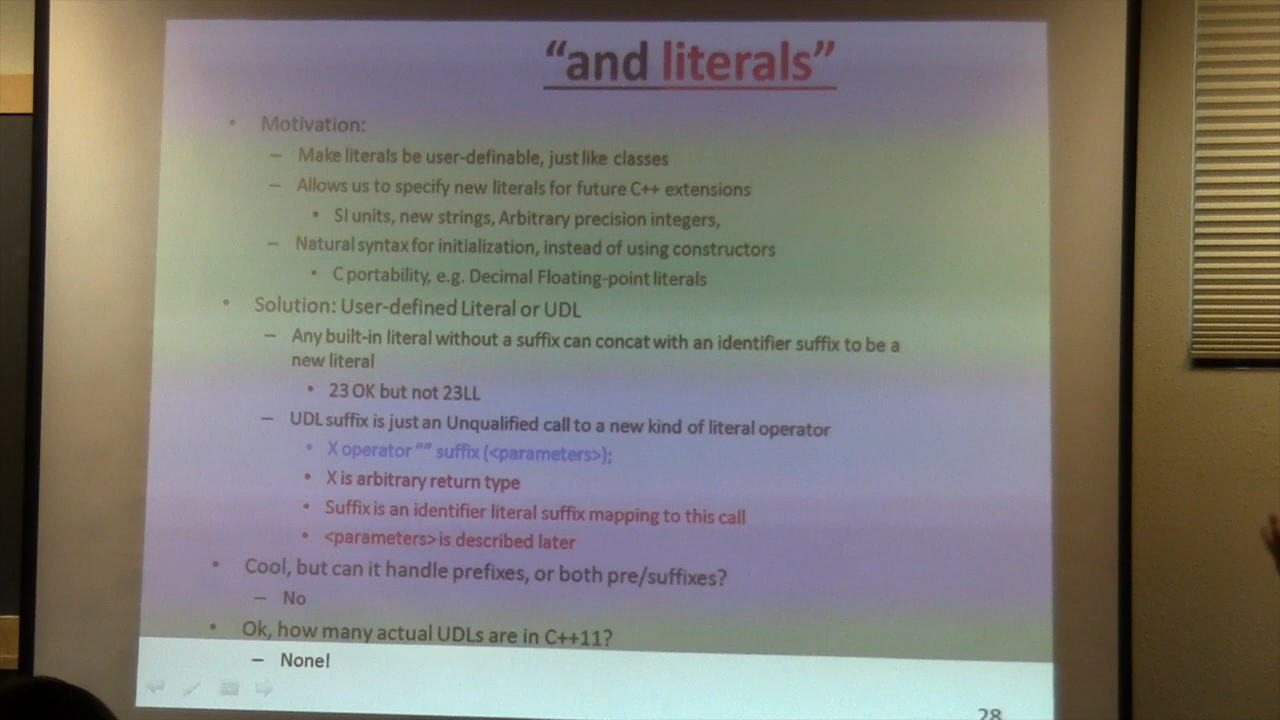 “and literals”
• Motivation:
– Make literals be user-definable, just like classes
– Allows us to specify new literals for future C++ extensions
• SI units, new strings, Arbitrary precision integers,
– Natural syntax for initialization, instead of using constructors
• C portability, e.g. Decimal Floating-point literals
• Solution: User-defined Literal or UDL
– Any built-in literal without a suffix can concat with an identifier suffix to be a
new literal
• 23 OK but not 23LL
– UDL suffix is just an Unqualified call to a new kind of literal operator
• X operator “” suffix (<parameters>);
• X is arbitrary return type
• Suffix is an identifier literal suffix mapping to this call
• <parameters> is described later
• Cool, but can it handle prefixes, or both pre/suffixes?
– No
• Ok, how many actual UDLs are in C++11?
– None!
28